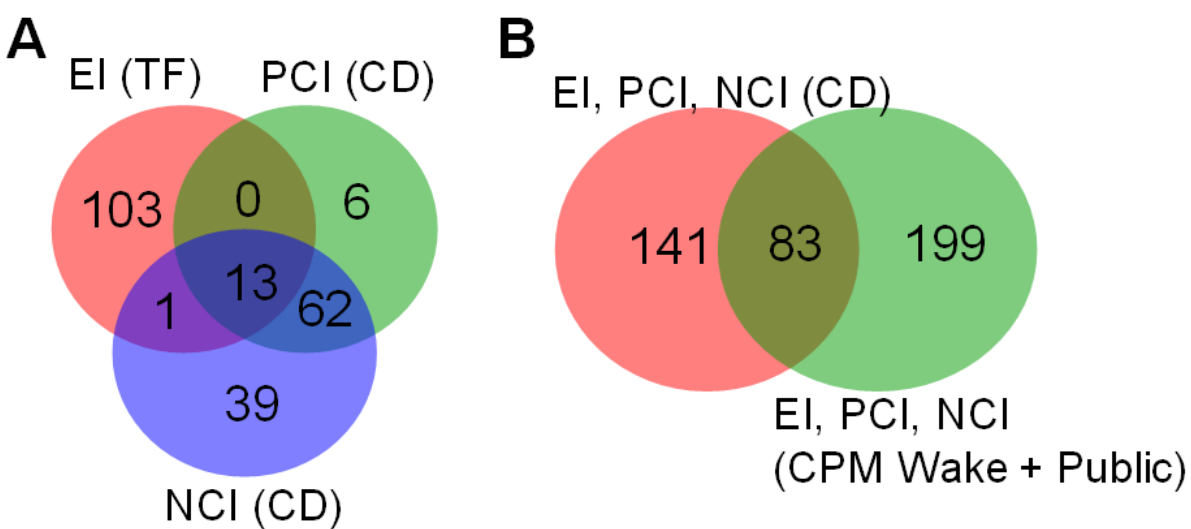 A
EI (TF) PCI (CD)
103 0 6
13
1 62
39
NCI (CD)
B
EI, PCI, NCI (CD)
141 83 199
EI, PCI, NCI
(CPM Wake + Public)